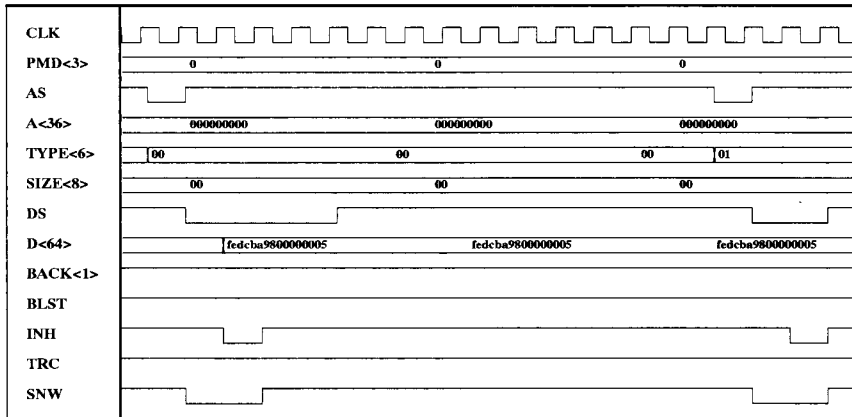 CLK
PMD<3> 0 0 0
AS
A<36> 000000000 000000000 000000000
TYPE<6> 00 00 00 01
SIZE<8> 00 00 00
DS
D<64> fedcba9800000005 fedcba9800000005 fedcba9800000005
BACK<1>
BLST
INH
TRC
SNW